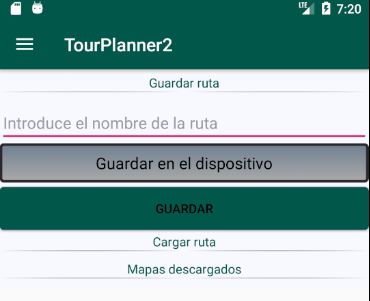 LTE 7:20
TourPlanner2
Guardar ruta
Introduce el nombre de la ruta
Guardar en el dispositivo
GUARDAR
Cargar ruta
Mapas descargados